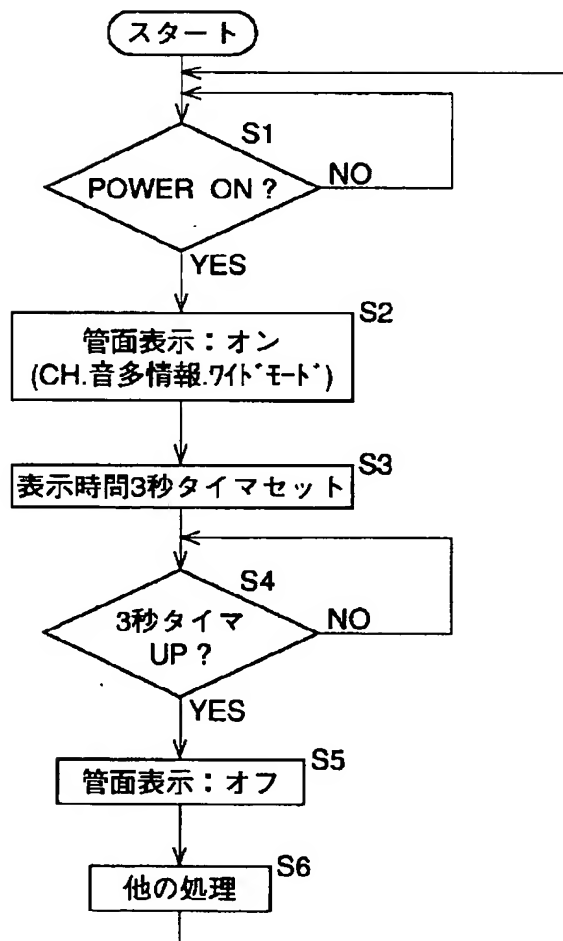 スタート
S1
POWER ON ?
NO
YES
S2
管面表示：オン
(CH.音多情報.ﾜｲﾄﾞﾓｰﾄﾞ)
S3
表示時間3秒タイマセット
S4
3秒タイマ
UP ?
NO
YES
S5
管面表示：オフ
S6
他の処理